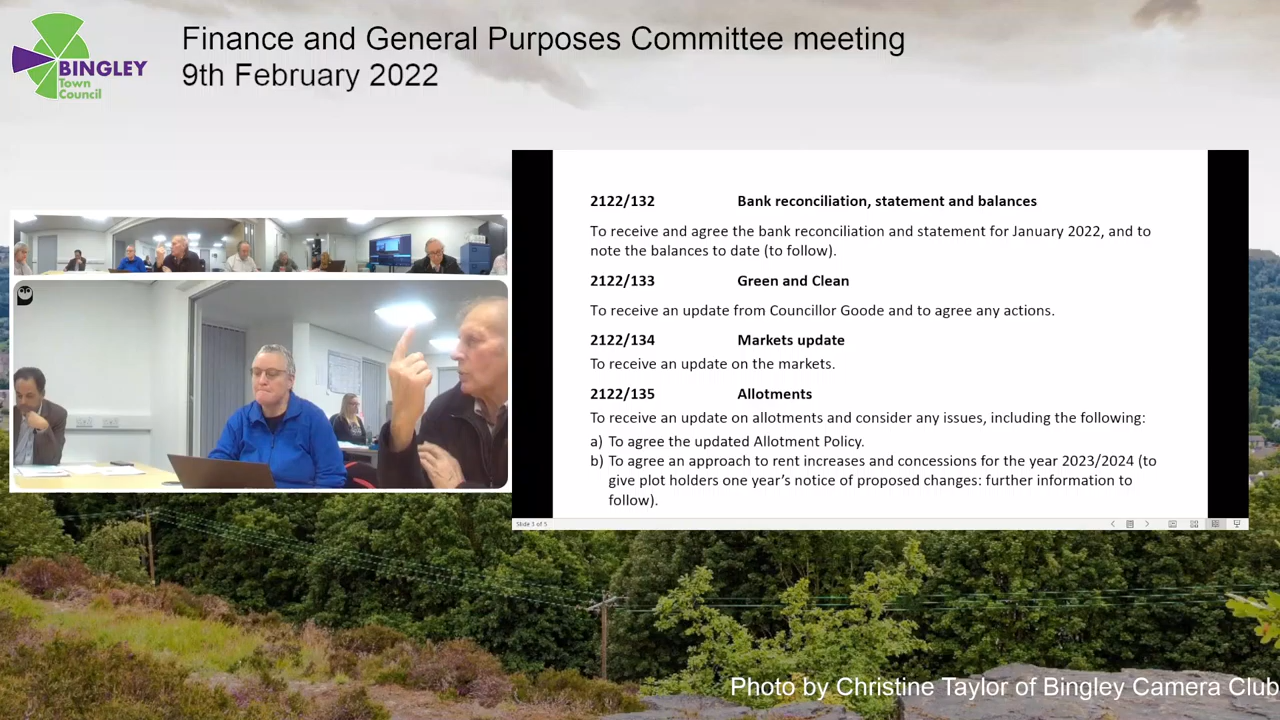 BINGLEY
Town
Council
Finance and General Purposes Committee meeting
9th February 2022
2122/132 Bank reconciliation, statement and balances
To receive and agree the bank reconciliation and statement for January 2022, and to
note the balances to date (to follow).
2122/133 Green and Clean
To receive an update from Councillor Goode and to agree any actions.
2122/134 Markets update
To receive an update on the markets.
2122/135 Allotments
To receive an update on allotments and consider any issues, including the following:
a) To agree the updated Allotment Policy.
b) To agree an approach to rent increases and concessions for the year 2023/2024 (to
give plot holders one year's notice of proposed changes: further information to
follow).
Slide 3 of 5
Photo by Christine Taylor of Bingley Camera Club